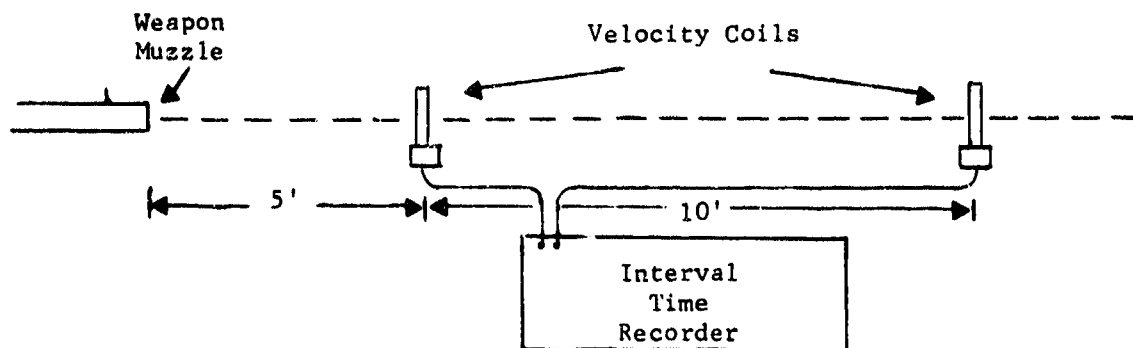 Weapon
Muzzle
Velocity Coils
5'
10'
Interval
Time
Recorder